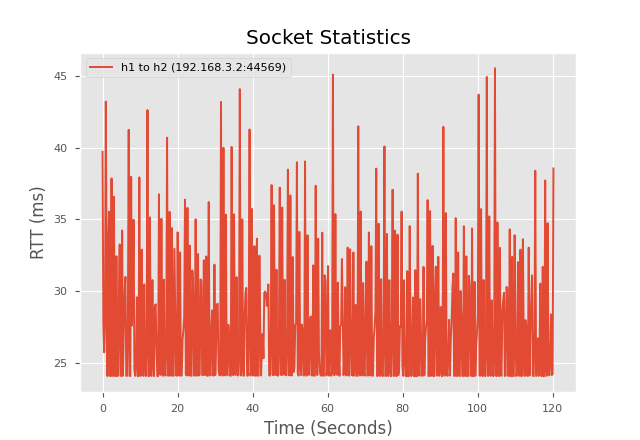 Socket Statistics
h1 to h2 (192.168.3.2:44569)
45
40
35
30
25
RTT (ms)
0 20 40 60 80 100 120
Time (Seconds)